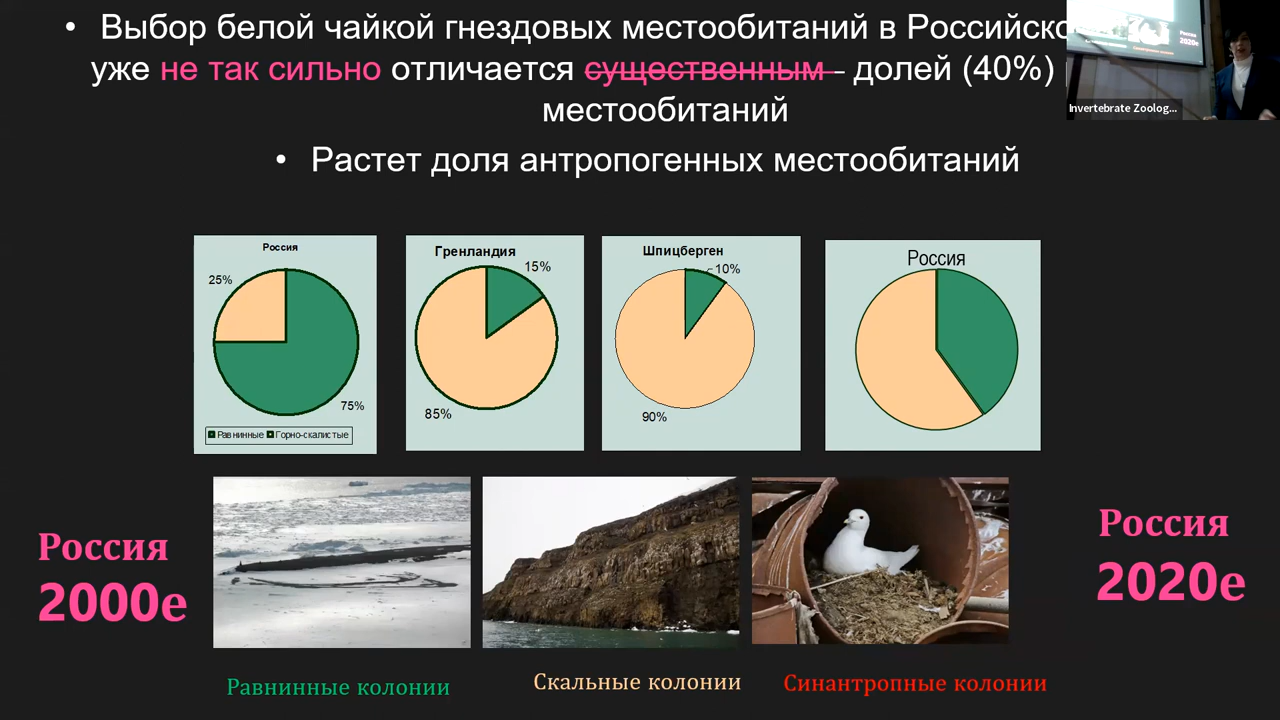 • Выбор белой чайкой гнездовых местообитаний в Российско
уже не так сильно отличается существенным - долей (40%)
местообитаний
• Растет доля антропогенных местообитаний
Россия
2020е
Invertebrate Zoolog...
Россия
25%
75%
Равнинные Горно-скалистые
Гренландия
15%
85%
Шпицберген
10%
90%
Россия
Россия
2000е
Россия
2020е
Равнинные колонии
Скальные колонии
Синантропные колонии